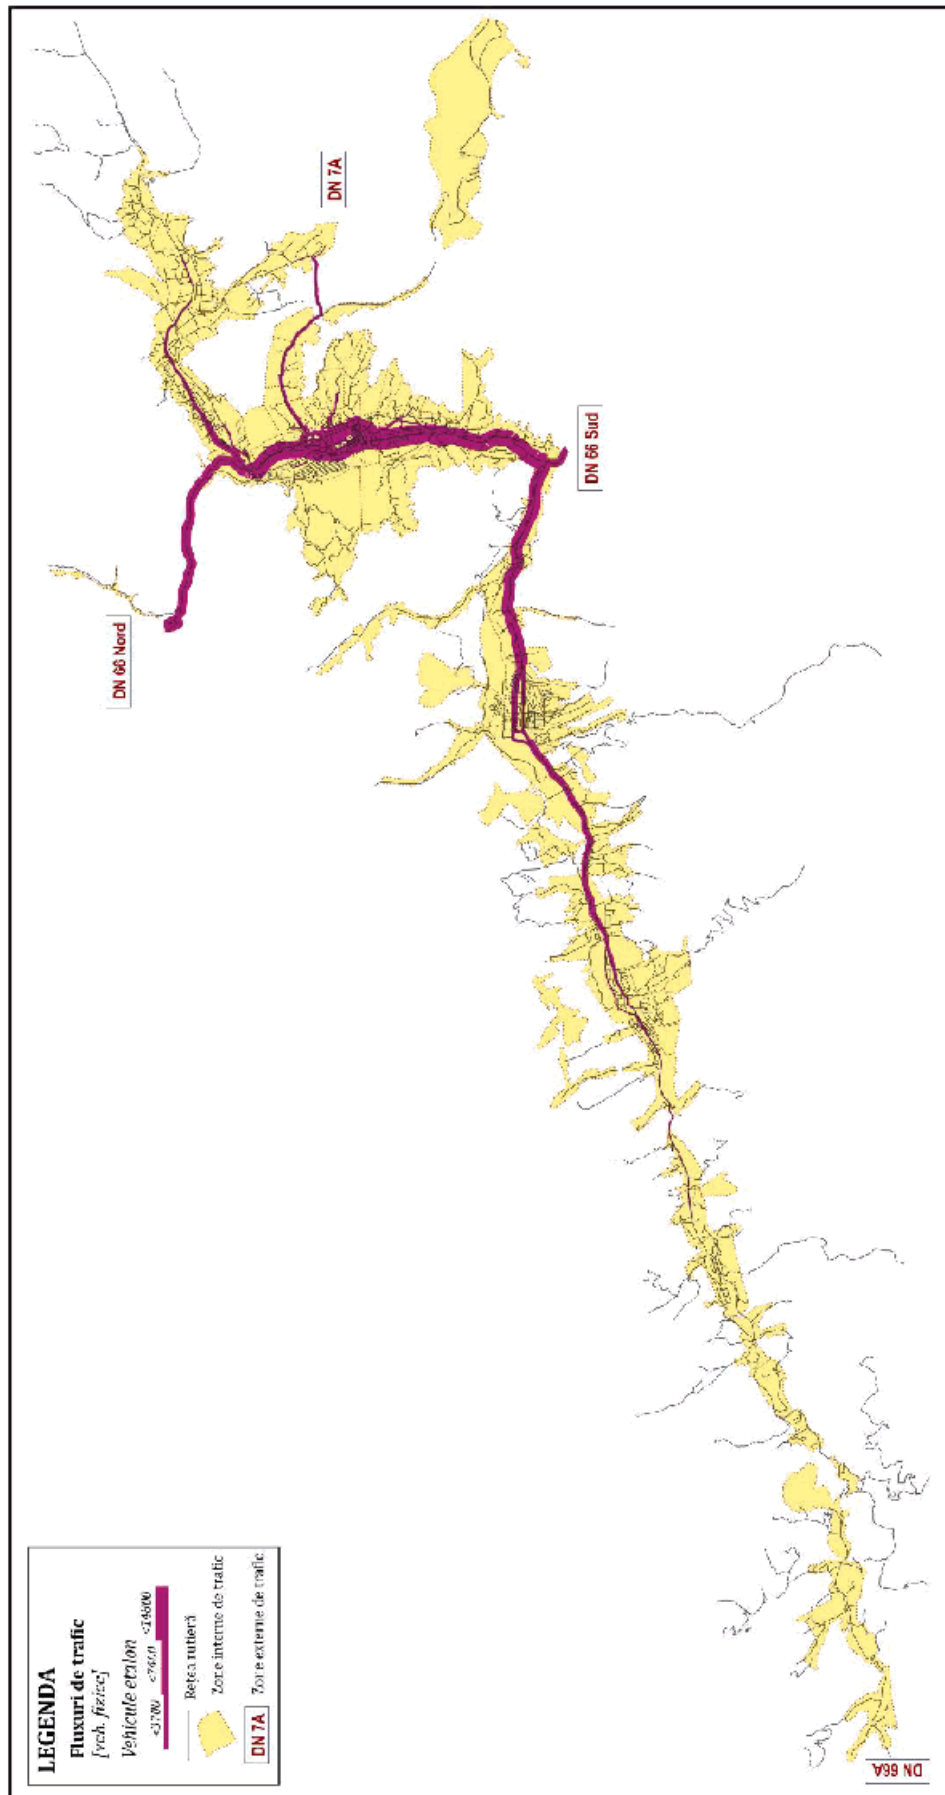 DN 7A
DN 66 Sud
DN 66 Nord
DN 66A
LEGENDA
Fluxuri de trafic
[veh. fizice]
Vehicule etalon
<3700 <7400 <14800
Rețea rutieră
Zone interne de trafic
DN 7A Zone externe de trafic